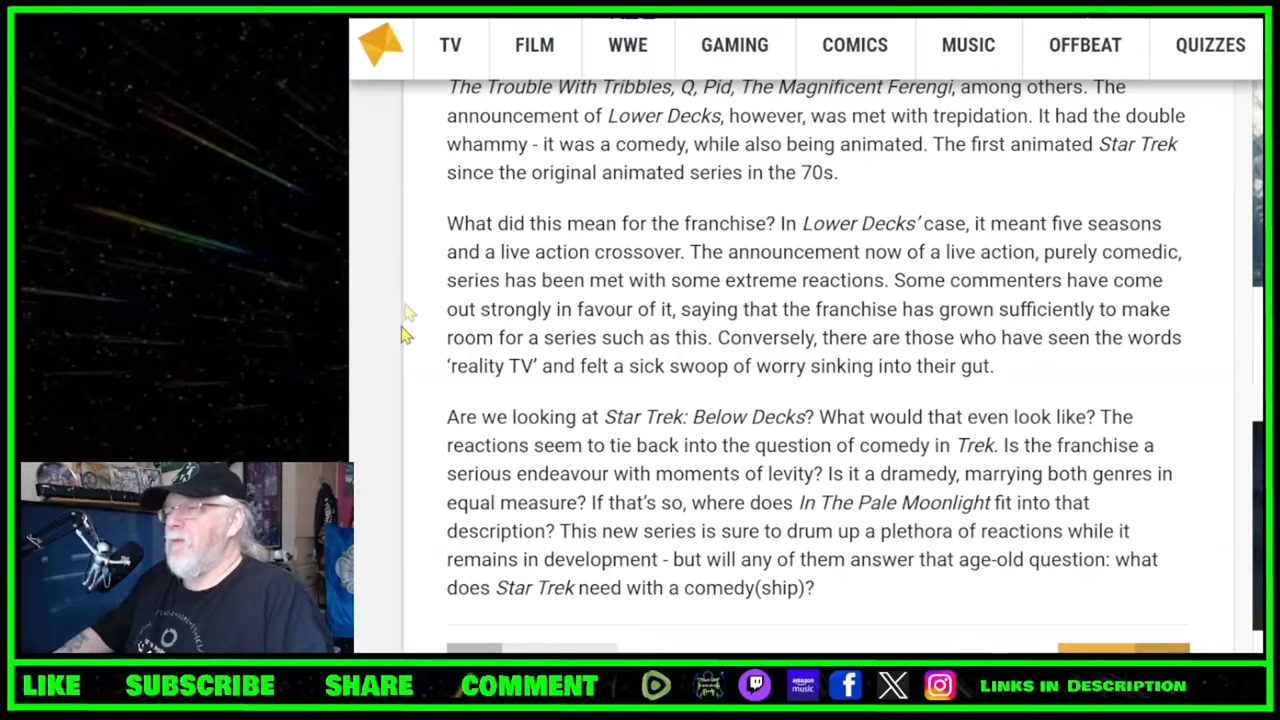 TV FILM WWE GAMING COMICS MUSIC OFFBEAT QUIZZES
The Trouble With Tribbles, Q, Pid, The Magnificent Ferengi, among others. The
announcement of Lower Decks, however, was met with trepidation. It had the double
whammy - it was a comedy, while also being animated. The first animated Star Trek
since the original animated series in the 70s.
What did this mean for the franchise? In Lower Decks’ case, it meant five seasons
and a live action crossover. The announcement now of a live action, purely comedic,
series has been met with some extreme reactions. Some commenters have come
out strongly in favour of it, saying that the franchise has grown sufficiently to make
room for a series such as this. Conversely, there are those who have seen the words
‘reality TV’ and felt a sick swoop of worry sinking into their gut.
Are we looking at Star Trek: Below Decks? What would that even look like? The
reactions seem to tie back into the question of comedy in Trek. Is the franchise a
serious endeavour with moments of levity? Is it a dramedy, marrying both genres in
equal measure? If that’s so, where does In The Pale Moonlight fit into that
description? This new series is sure to drum up a plethora of reactions while it
remains in development - but will any of them answer that age-old question: what
does Star Trek need with a comedy(ship)?
LIKE SUBSCRIBE SHARE COMMENT amazon music Links in Description